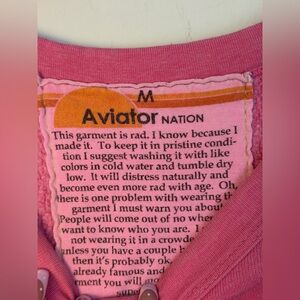 M
Aviator NATION
This garment is rad. I know because I
made it. To keep it in pristine condi-
tion I suggest washing it with like
colors in cold water and tumble dry
low. It will distress naturally and
become even more rad with age. Oh,
there is one problem with wearing th
garment I must warn you about
People will come out of no whe
want to know who you are. I
not wearing it in a crowde
unless you have a couple b
then it's probably ok.
already famous and
rment you will